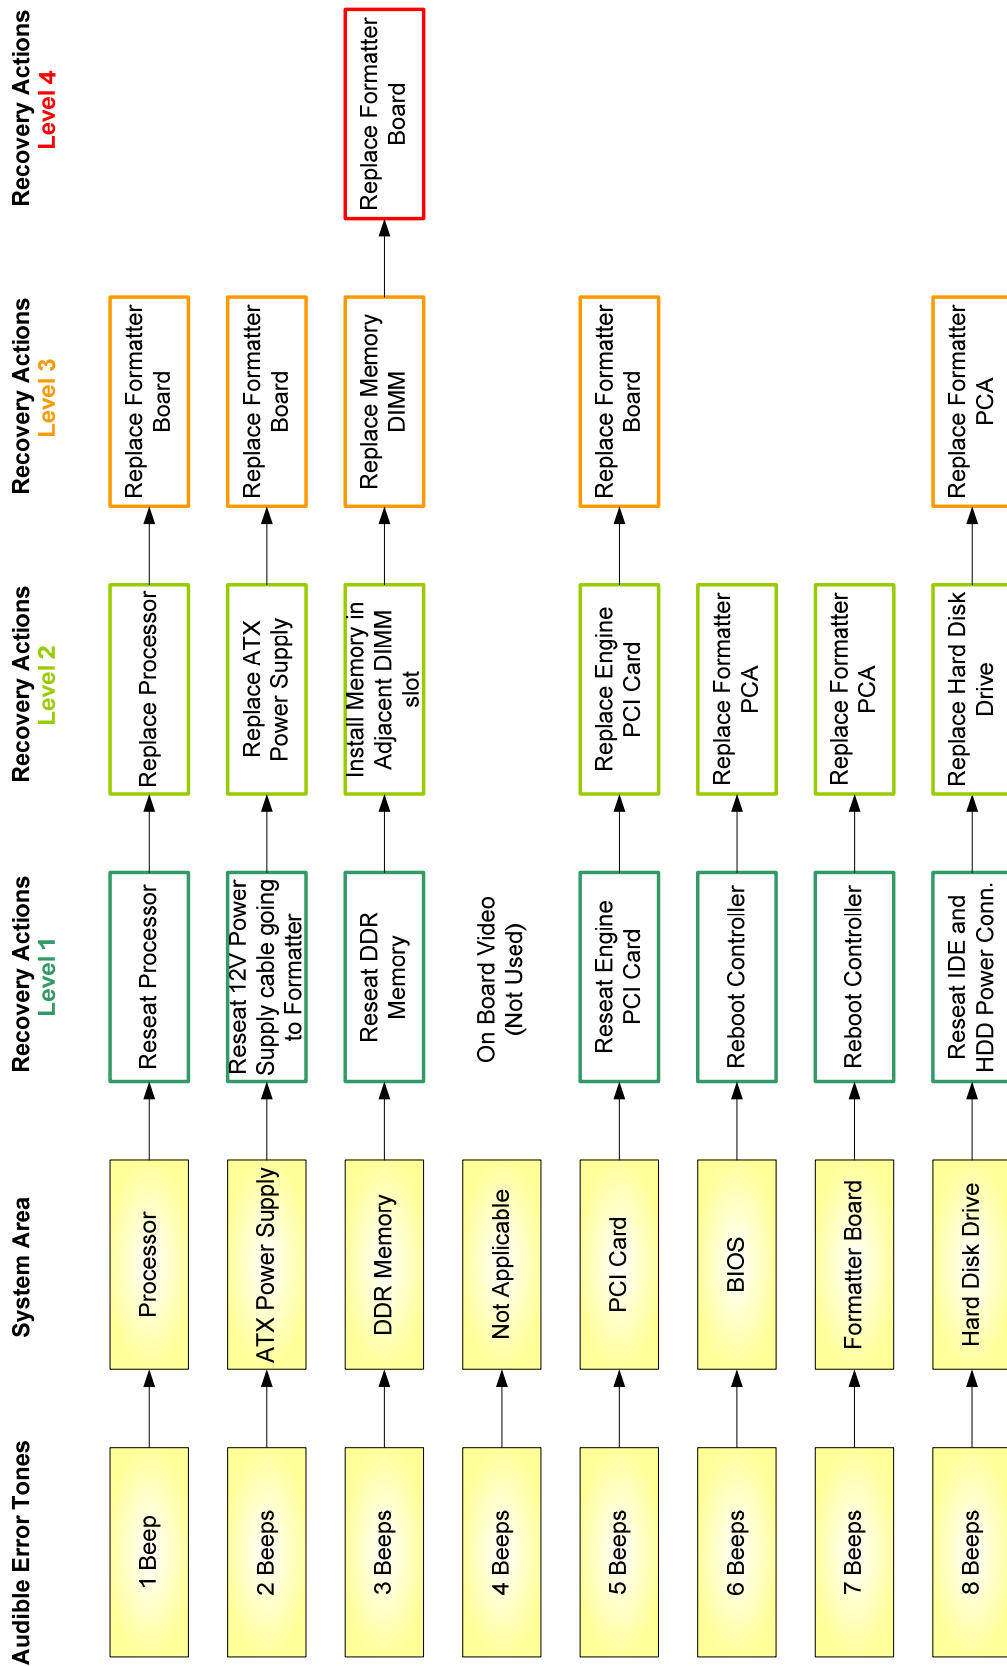 Audible Error Tones
System Area
Recovery Actions
Level 1
Recovery Actions
Level 2
Recovery Actions
Level 3
Recovery Actions
Level 4
1 Beep
Processor
Reseat Processor
Replace Processor
Replace Formatter
Board
2 Beeps
ATX Power Supply
Reseat 12V Power
Supply cable going
to Formatter
Replace ATX
Power Supply
Replace Formatter
Board
3 Beeps
DDR Memory
Reseat DDR
Memory
Install Memory in
Adjacent DIMM
slot
Replace Memory
DIMM
Replace Formatter
Board
4 Beeps
Not Applicable
On Board Video
(Not Used)
5 Beeps
PCI Card
Reseat Engine
PCI Card
Replace Engine
PCI Card
Replace Formatter
Board
6 Beeps
BIOS
Reboot Controller
Replace Formatter
PCA
7 Beeps
Formatter Board
Reboot Controller
Replace Formatter
PCA
8 Beeps
Hard Disk Drive
Reseat IDE and
HDD Power Conn.
Replace Hard Disk
Drive
Replace Formatter
PCA